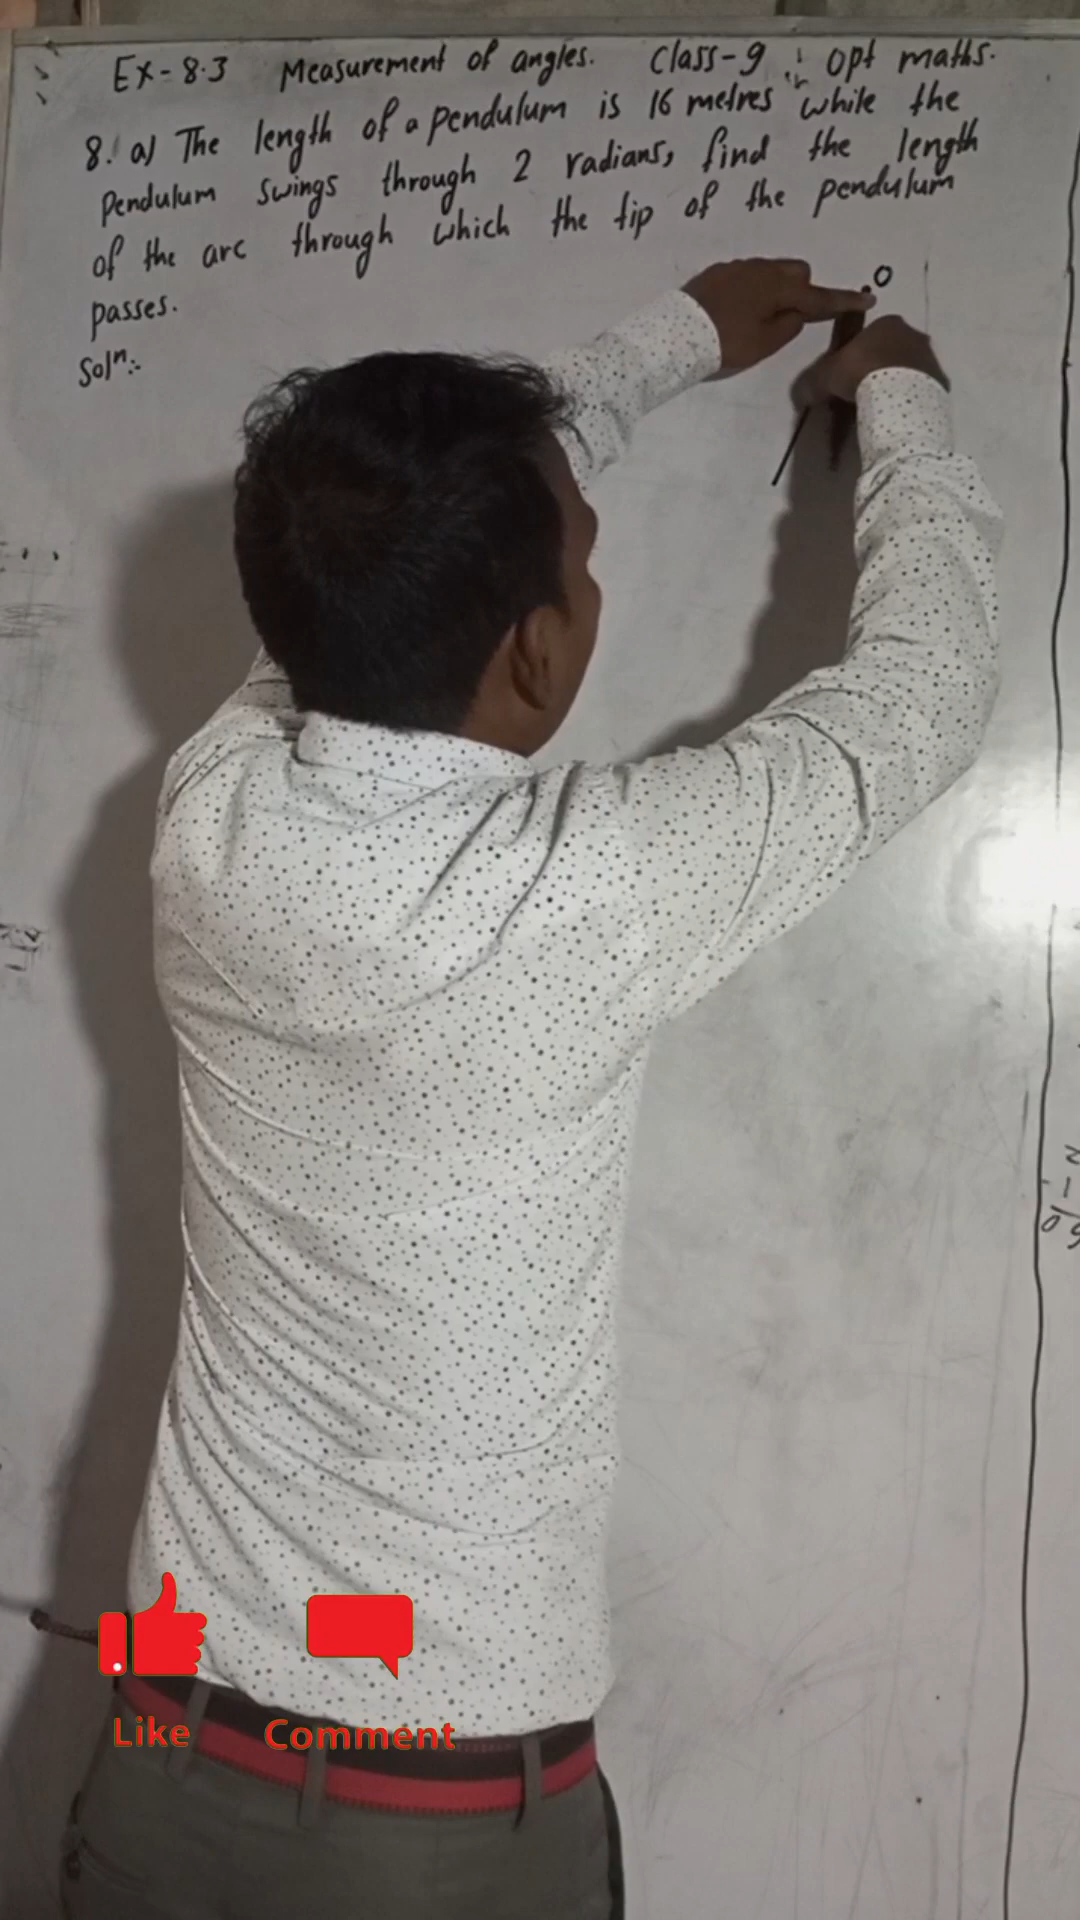 Ex-8.3 Measurement of angles. Class-9 : opt maths.
8. a) The length of a pendulum is 16 metres while the
Pendulum swings through 2 radians, find the length
of the arc through which the tip of the pendulum
passes.
Solⁿ:-
O
Like
Comment